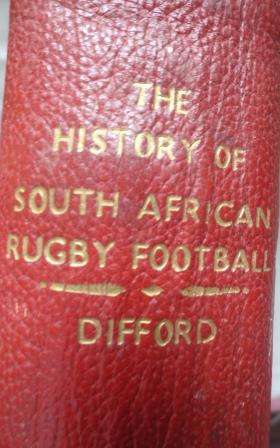 THE
HISTORY OF
SOUTH AFRICAN
RUGBY FOOTBALL
DIFFORD